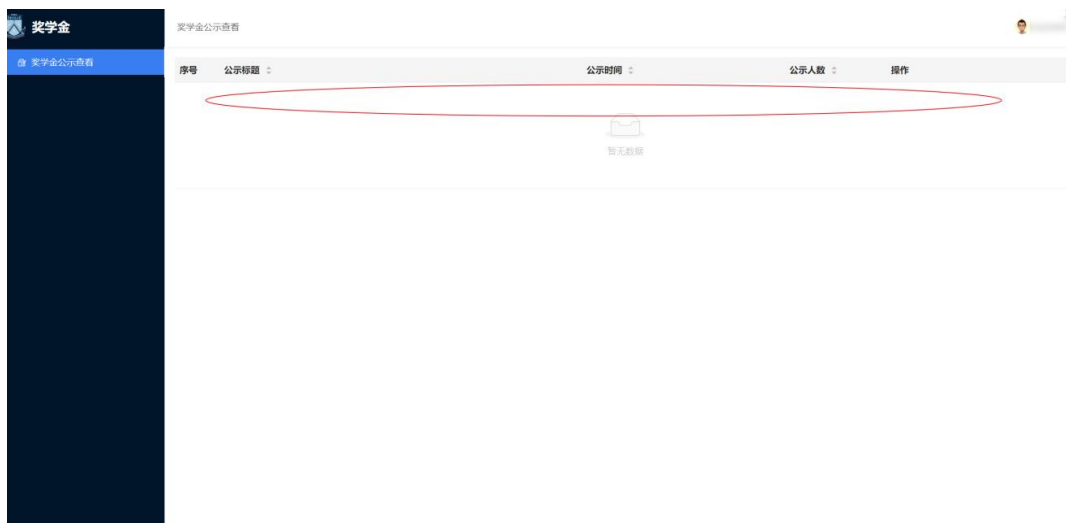 奖学金
奖学金公示查看
奖学金公示查看
序号 公示标题 公示时间 公示人数 操作
暂无数据